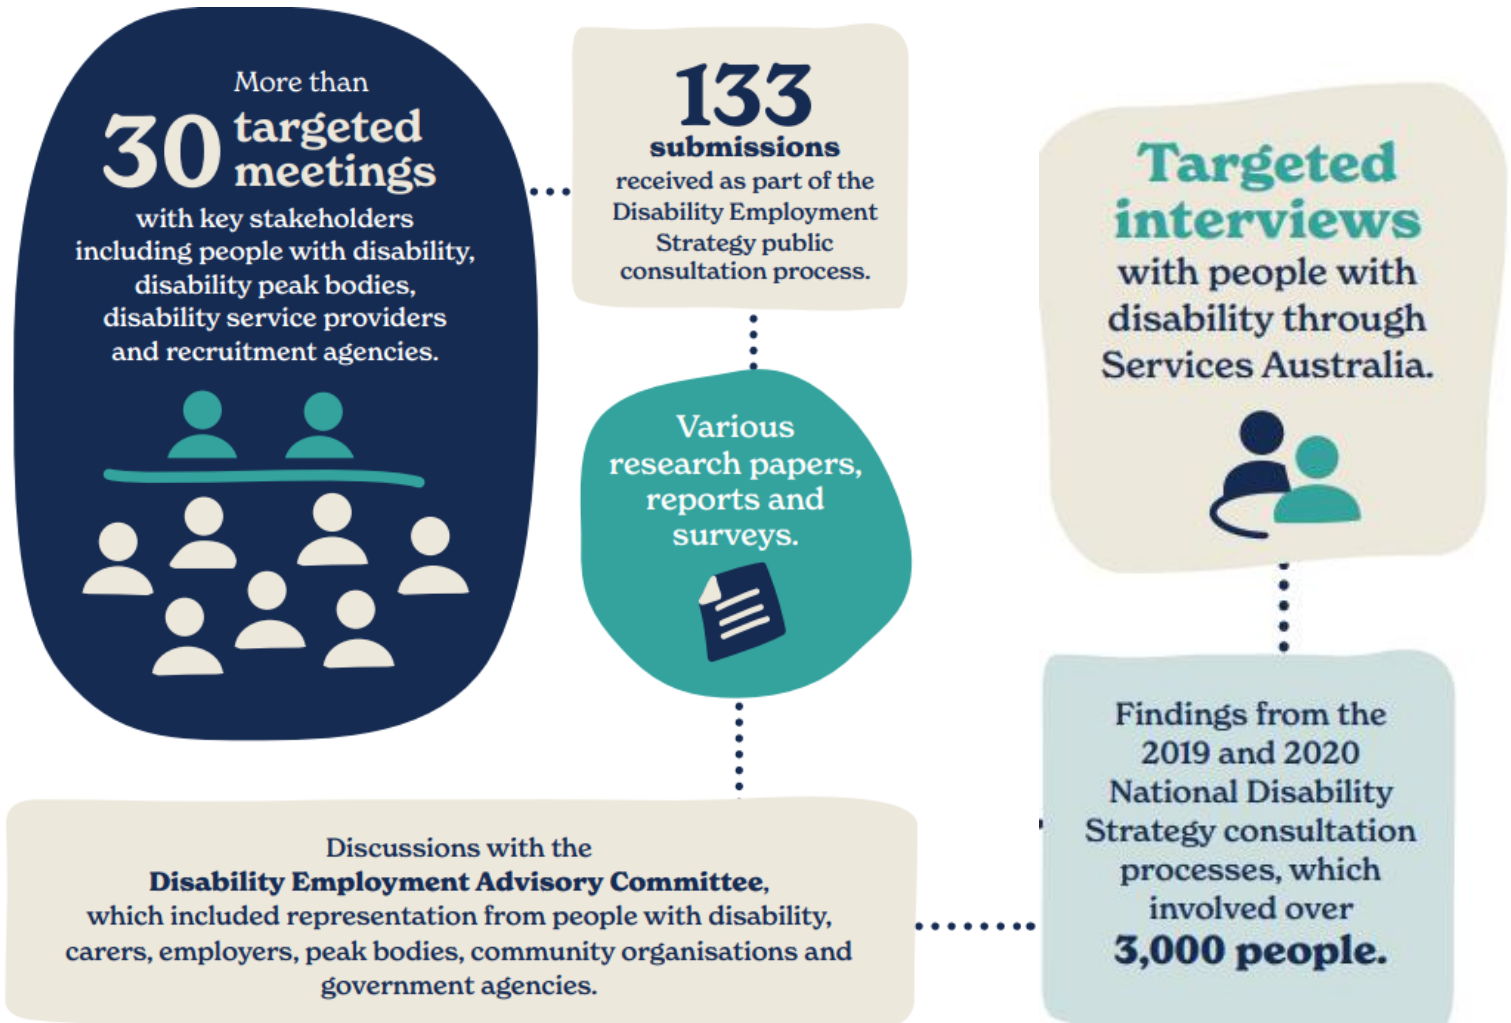 More than
30 targeted
meetings
with key stakeholders
including people with disability,
disability peak bodies,
disability service providers
and recruitment agencies.
133
submissions
received as part of the
Disability Employment
Strategy public
consultation process.
Various
research papers,
reports and
surveys.
Discussions with the
Disability Employment Advisory Committee,
which included representation from people with disability,
carers, employers, peak bodies, community organisations and
government agencies.
Findings from the
2019 and 2020
National Disability
Strategy consultation
processes, which
involved over
3,000 people.
Targeted
interviews
with people with
disability through
Services Australia.